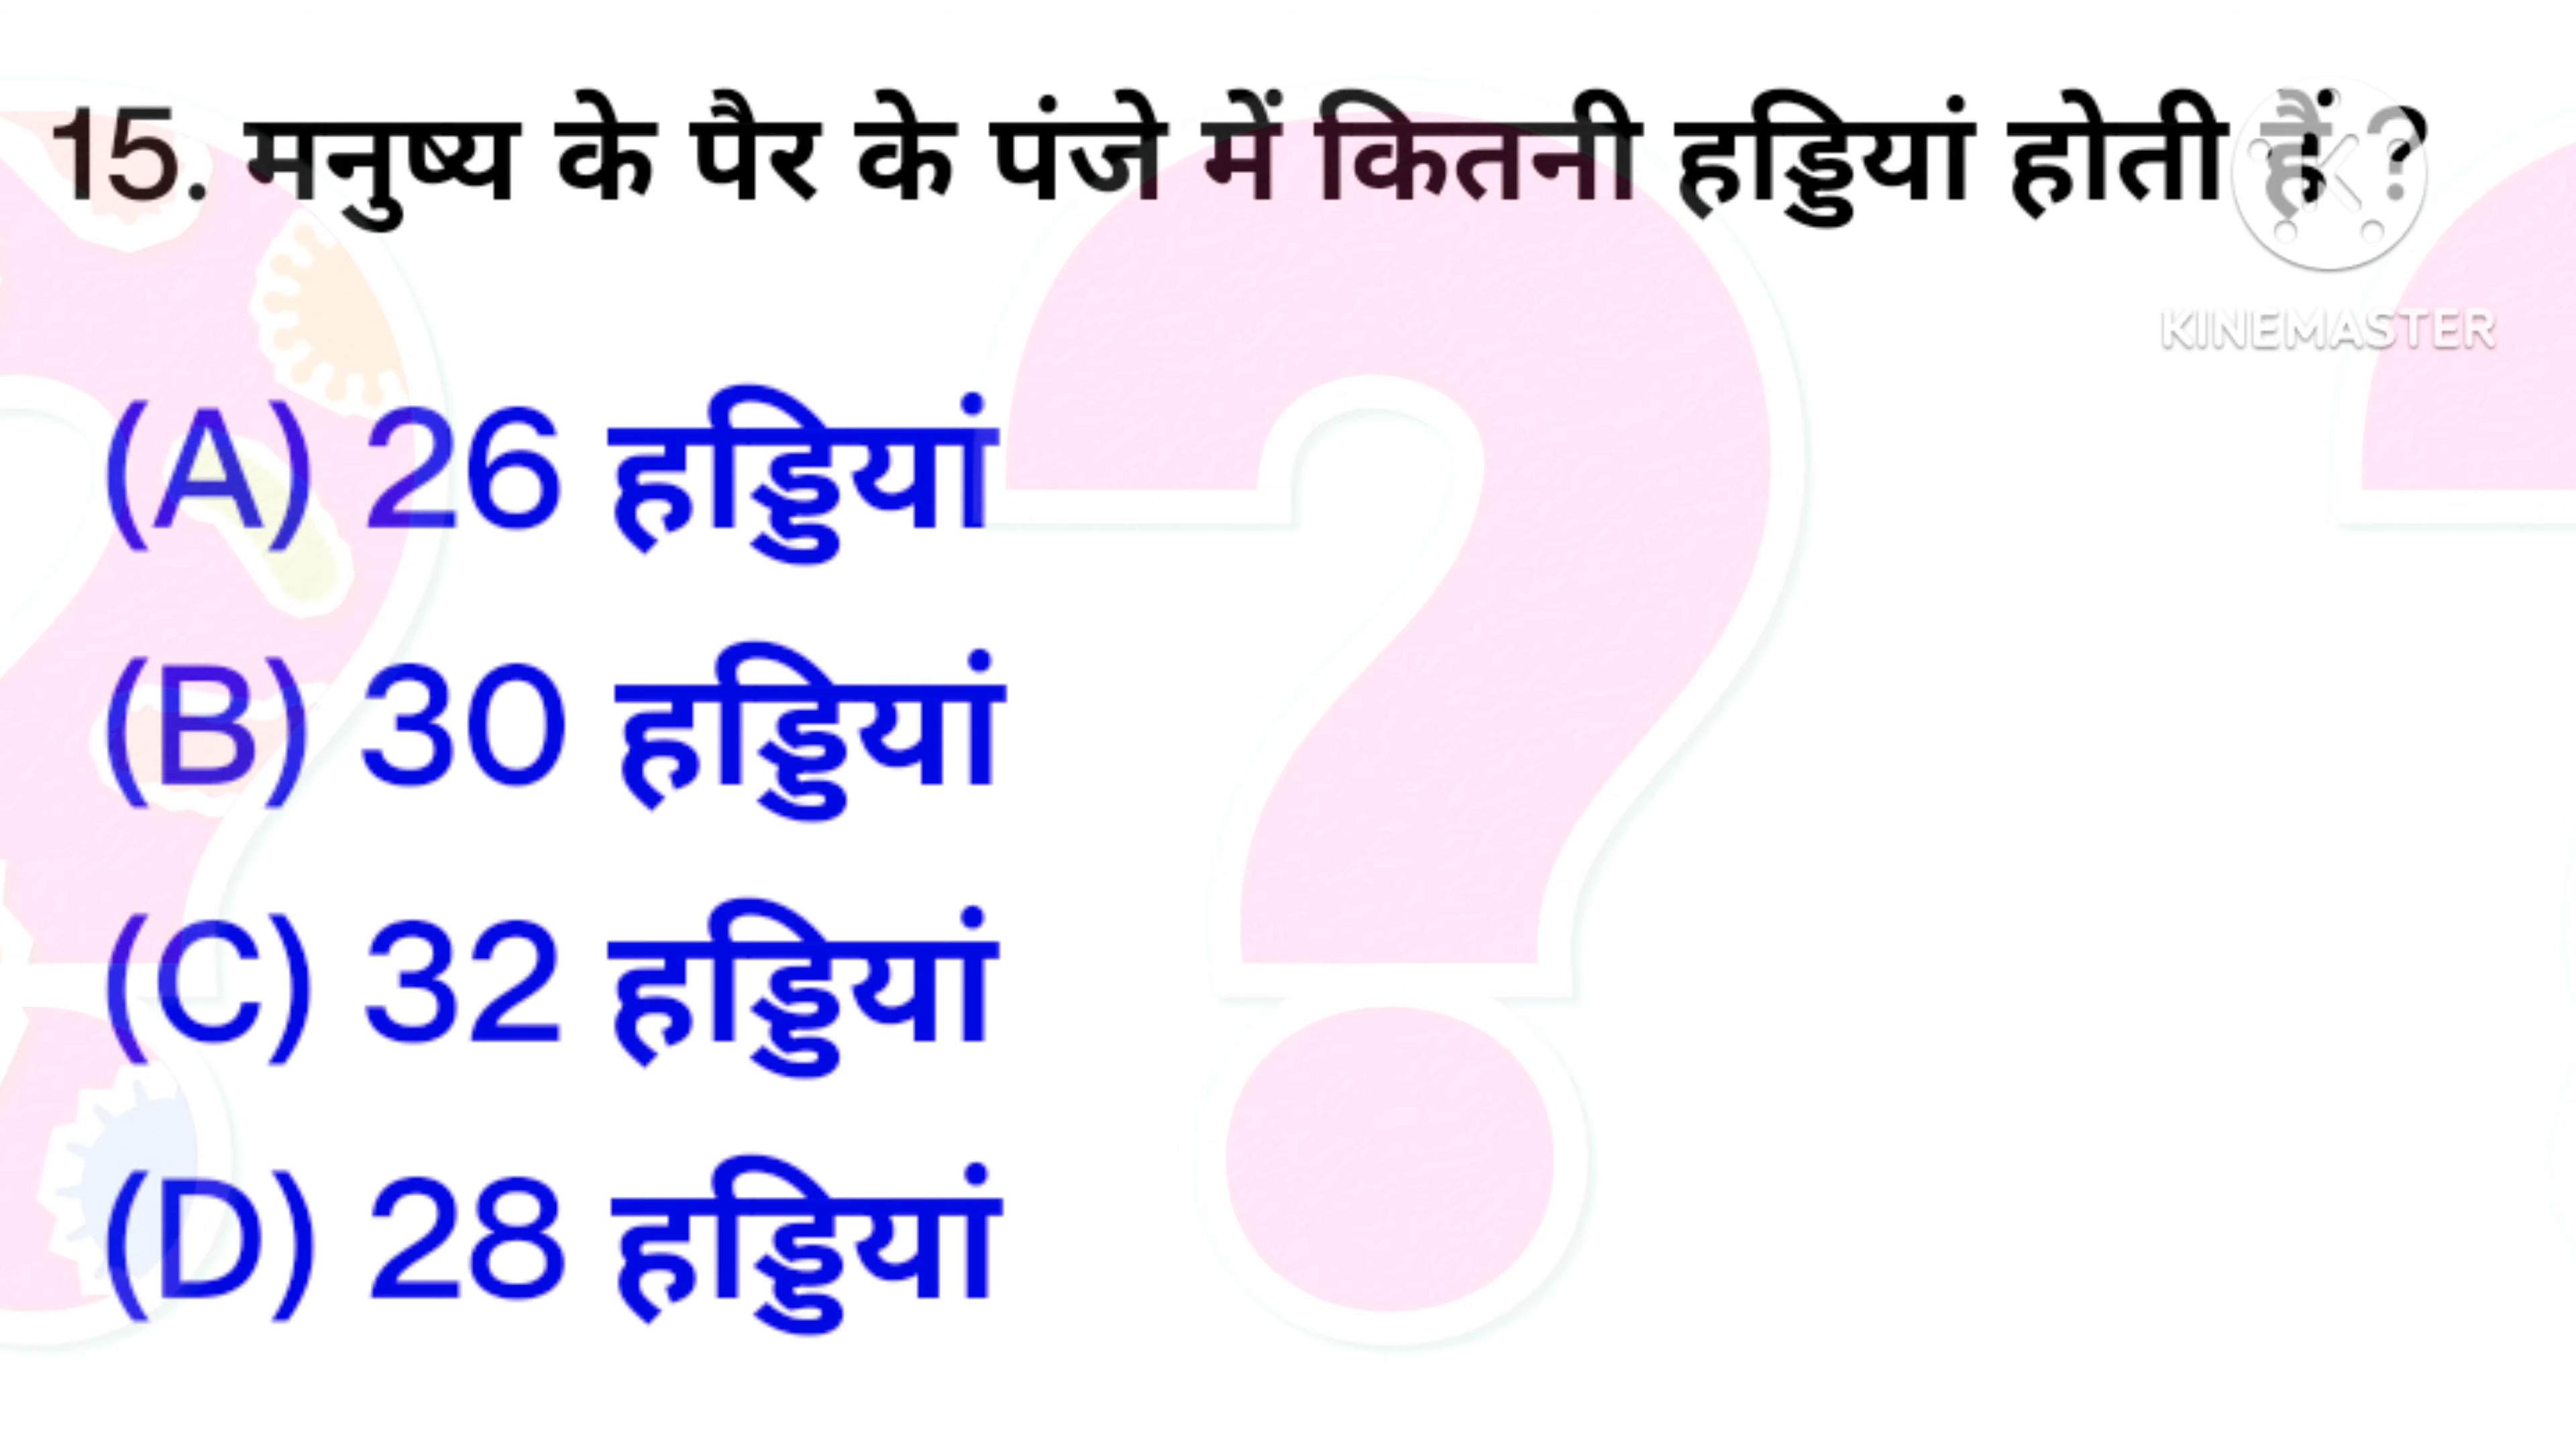 15. मनुष्य के पैर के पंजे में कितनी हड्डियां होती हैं ?
KINEMASTER
(A) 26 हड्डियां
(B) 30 हड्डियां
(C) 32 हड्डियां
(D) 28 हड्डियां